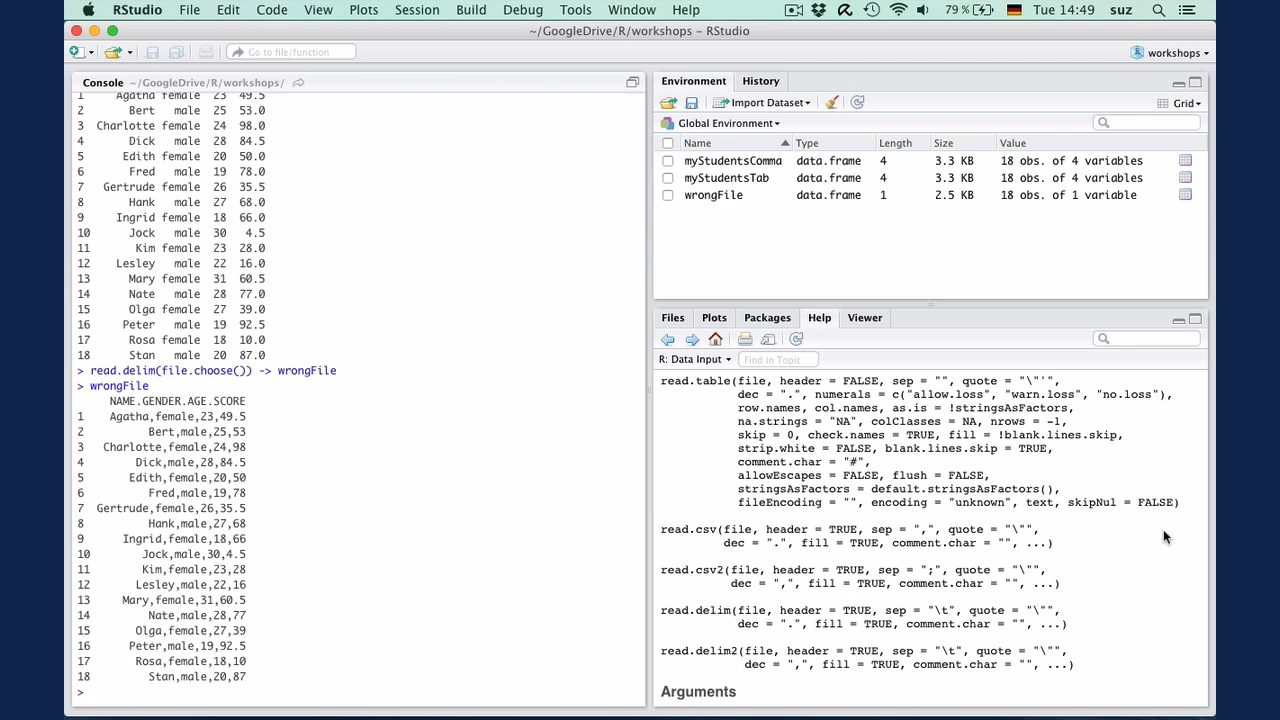 RStudio File Edit Code View Plots Session Build Debug Tools Window Help 79 % Tue 14:49 suz
~/GoogleDrive/R/workshops – RStudio
Go to file/function workshops
Console ~/GoogleDrive/R/workshops/
1 Agatha female 23 49.5
2 Bert male 25 53.0
3 Charlotte female 24 98.0
4 Dick male 28 84.5
5 Edith female 20 50.0
6 Fred male 19 78.0
7 Gertrude female 26 35.5
8 Hank male 27 68.0
9 Ingrid female 18 66.0
10 Jock male 30 4.5
11 Kim female 23 28.0
12 Lesley male 22 16.0
13 Mary female 31 60.5
14 Nate male 28 77.0
15 Olga female 27 39.0
16 Peter male 19 92.5
17 Rosa female 18 10.0
18 Stan male 20 87.0
> read.delim(file.choose()) -> wrongFile
> wrongFile
NAME.GENDER.AGE.SCORE
1 Agatha,female,23,49.5
2 Bert,male,25,53
3 Charlotte,female,24,98
4 Dick,male,28,84.5
5 Edith,female,20,50
6 Fred,male,19,78
7 Gertrude,female,26,35.5
8 Hank,male,27,68
9 Ingrid,female,18,66
10 Jock,male,30,4.5
11 Kim,female,23,28
12 Lesley,male,22,16
13 Mary,female,31,60.5
14 Nate,male,28,77
15 Olga,female,27,39
16 Peter,male,19,92.5
17 Rosa,female,18,10
18 Stan,male,20,87
>
Environment History
Import Dataset Grid
Global Environment
Name Type Length Size Value
myStudentsComma data.frame 4 3.3 KB 18 obs. of 4 variables
myStudentsTab data.frame 4 3.3 KB 18 obs. of 4 variables
wrongFile data.frame 1 2.5 KB 18 obs. of 1 variable
Files Plots Packages Help Viewer
R: Data Input Find in Topic
read.table(file, header = FALSE, sep = "", quote = "\"'",
dec = ".", numerals = c("allow.loss", "warn.loss", "no.loss"),
row.names, col.names, as.is = !stringsAsFactors,
na.strings = "NA", colClasses = NA, nrows = -1,
skip = 0, check.names = TRUE, fill = !blank.lines.skip,
strip.white = FALSE, blank.lines.skip = TRUE,
comment.char = "#",
allowEscapes = FALSE, flush = FALSE,
stringsAsFactors = default.stringsAsFactors(),
fileEncoding = "", encoding = "unknown", text, skipNul = FALSE)
read.csv(file, header = TRUE, sep = ",", quote = "\"",
dec = ".", fill = TRUE, comment.char = "", ...)
read.csv2(file, header = TRUE, sep = ";", quote = "\"",
dec = ",", fill = TRUE, comment.char = "", ...)
read.delim(file, header = TRUE, sep = "\t", quote = "\"",
dec = ".", fill = TRUE, comment.char = "", ...)
read.delim2(file, header = TRUE, sep = "\t", quote = "\"",
dec = ",", fill = TRUE, comment.char = "", ...)
Arguments